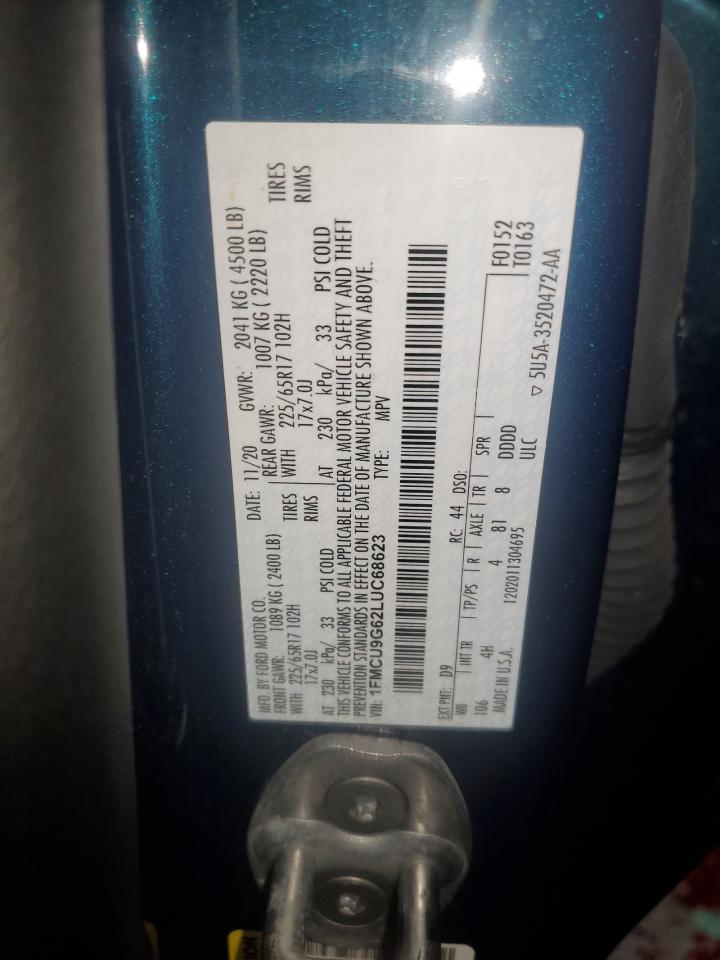 MFD. BY FORD MOTOR CO.
DATE: 11/20 GVWR: 2041 KG ( 4500 LB)
FRONT GAWR: 1089 KG ( 2400 LB) REAR GAWR: 1007 KG ( 2220 LB)
WITH 225/65R17 102H TIRES WITH 225/65R17 102H TIRES
17x7.0J RIMS 17x7.0J RIMS
AT 230 kPa/ 33 PSI COLD AT 230 kPa/ 33 PSI COLD
THIS VEHICLE CONFORMS TO ALL APPLICABLE FEDERAL MOTOR VEHICLE SAFETY AND THEFT
PREVENTION STANDARDS IN EFFECT ON THE DATE OF MANUFACTURE SHOWN ABOVE.
VIN: 1FMCU9G62LUC68623 TYPE: MPV
EXT PNT: D9 RC: 44 DSO: F0152
WB INT TR TP/PS R AXLE TR SPR T0163
106 4H 4 81 8 DDDD
MADE IN U.S.A. 1202011304695 ULC ▽ 5U5A-3520472-AA